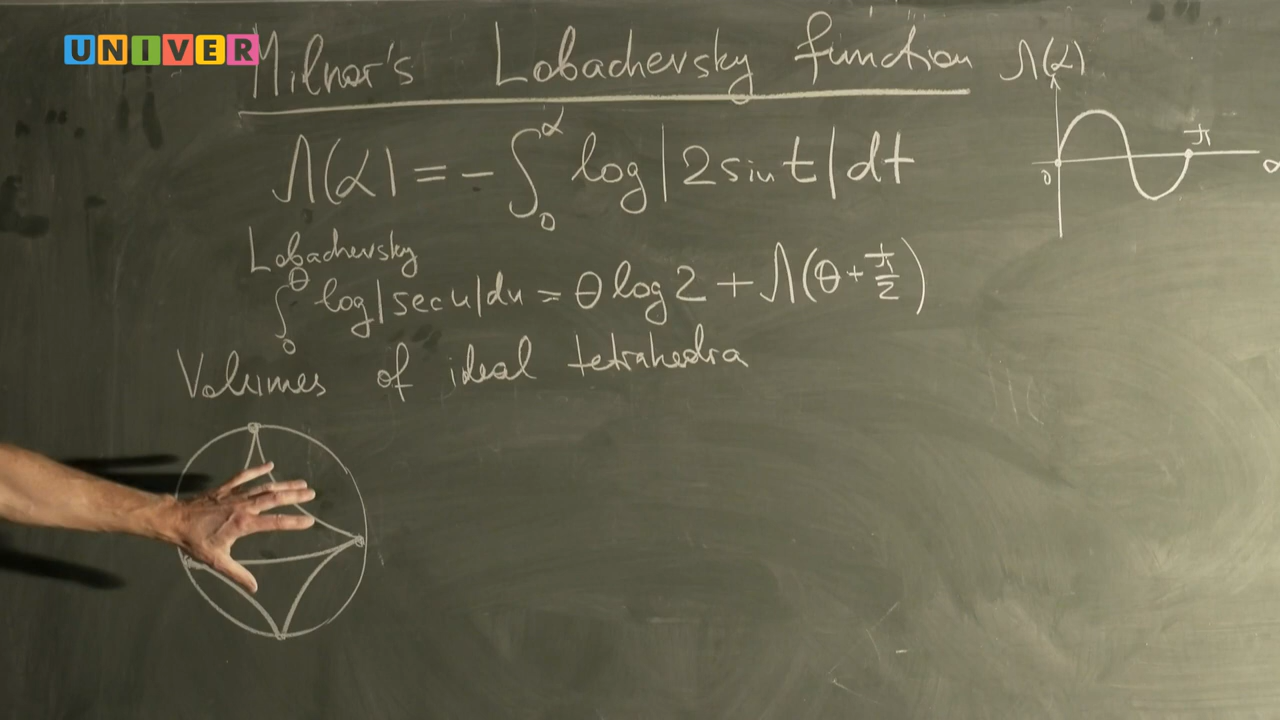 UNIVER
Milnor's Lobachevsky function
Λ(α)
Λ(α) = - ∫₀^α log|2 sin t| dt
π
0
α
Lobachevsky
∫₀^θ log|sec u|du = θ log 2 + Λ(θ + π/2)
Volumes of ideal tetrahedra